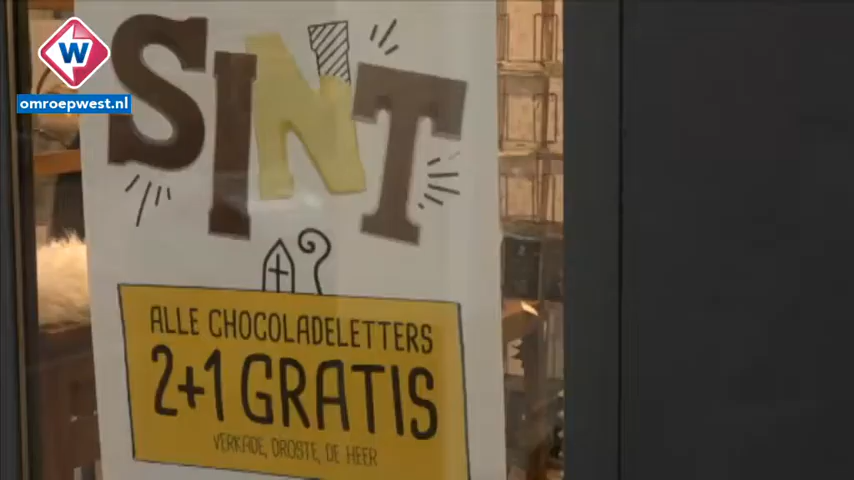 W
omroepwest.nl
SINT
ALLE CHOCOLADELETTERS
2+1 GRATIS
VERKADE, DROSTE, DE HEER